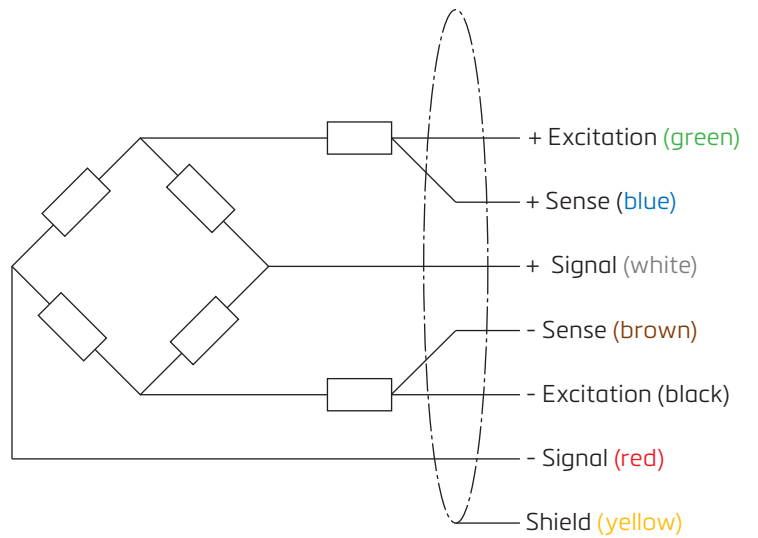 + Excitation (green)
+ Sense (blue)
+ Signal (white)
- Sense (brown)
- Excitation (black)
- Signal (red)
Shield (yellow)